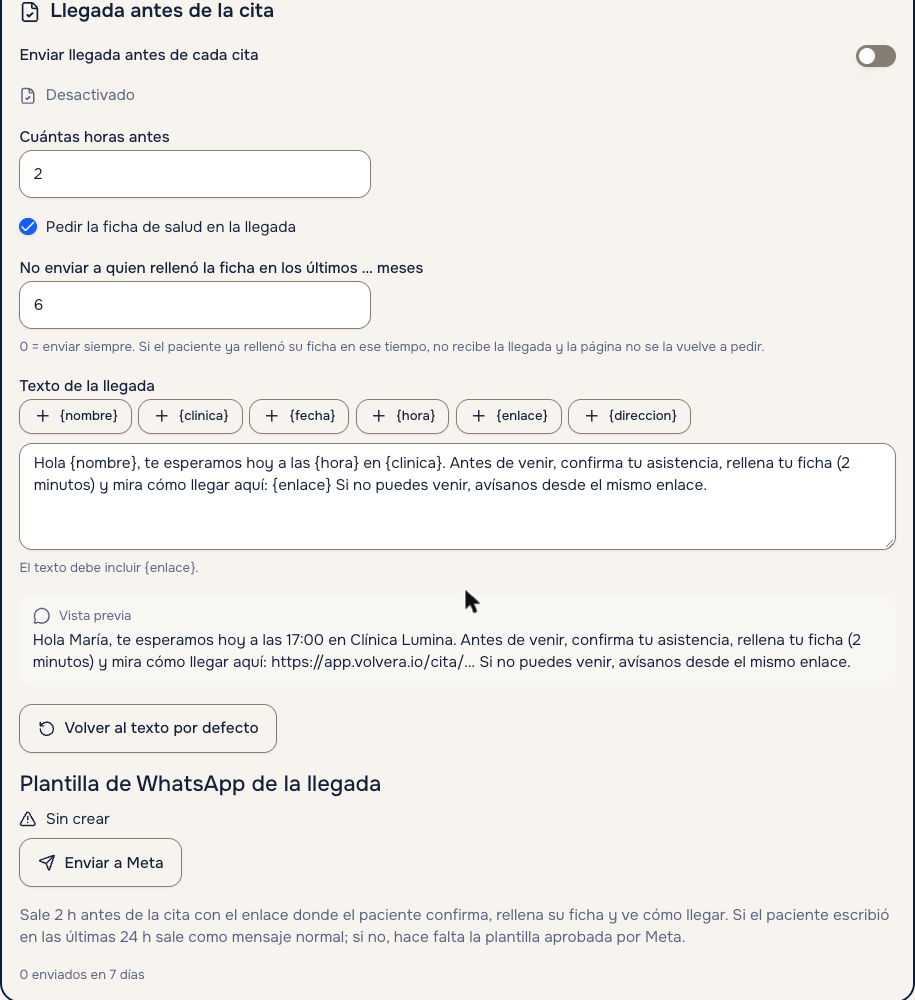 Llegada antes de la cita
Enviar llegada antes de cada cita
Desactivado
Cuántas horas antes
2
Pedir la ficha de salud en la llegada
No enviar a quien rellenó la ficha en los últimos ... meses
6
0 = enviar siempre. Si el paciente ya rellenó su ficha en ese tiempo, no recibe la llegada y la página no se la vuelve a pedir.
Texto de la llegada
+ {nombre} + {clinica} + {fecha} + {hora} + {enlace} + {direccion}
Hola {nombre}, te esperamos hoy a las {hora} en {clinica}. Antes de venir, confirma tu asistencia, rellena tu ficha (2
minutos) y mira cómo llegar aquí: {enlace} Si no puedes venir, avísanos desde el mismo enlace.
El texto debe incluir {enlace}.
Vista previa
Hola María, te esperamos hoy a las 17:00 en Clínica Lumina. Antes de venir, confirma tu asistencia, rellena tu ficha (2
minutos) y mira cómo llegar aquí: https://app.volvera.io/cita/... Si no puedes venir, avísanos desde el mismo enlace.
Volver al texto por defecto
Plantilla de WhatsApp de la llegada
Sin crear
Enviar a Meta
Sale 2 h antes de la cita con el enlace donde el paciente confirma, rellena su ficha y ve cómo llegar. Si el paciente escribió
en las últimas 24 h sale como mensaje normal; si no, hace falta la plantilla aprobada por Meta.
0 enviados en 7 días